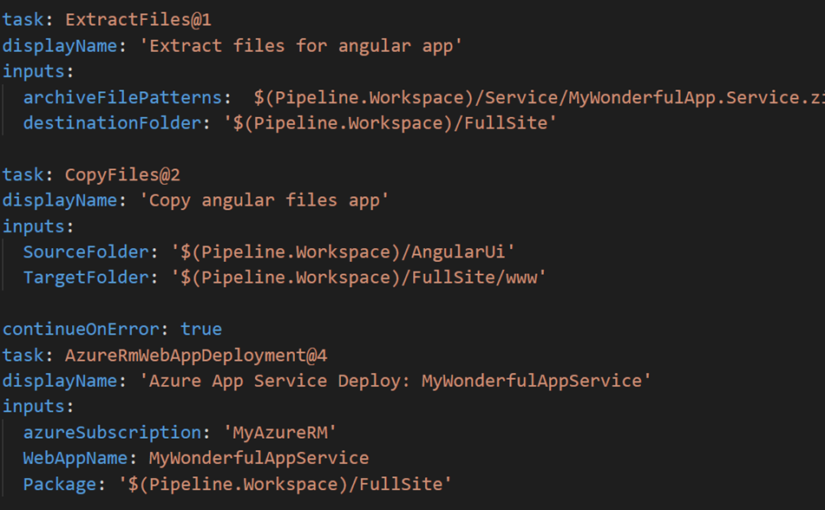 task: ExtractFiles@1
displayName: 'Extract files for angular app'
inputs:
archiveFilePatterns: $(Pipeline.Workspace)/Service/MyWonderfulApp.Service.zi
destinationFolder: '$(Pipeline.Workspace)/FullSite'
task: CopyFiles@2
displayName: 'Copy angular files app'
inputs:
SourceFolder: '$(Pipeline.Workspace)/AngularUi'
TargetFolder: '$(Pipeline.Workspace)/FullSite/www'
continueOnError: true
task: AzureRmWebAppDeployment@4
displayName: 'Azure App Service Deploy: MyWonderfulAppService'
inputs:
azureSubscription: 'MyAzureRM'
WebAppName: MyWonderfulAppService
Package: '$(Pipeline.Workspace)/FullSite'